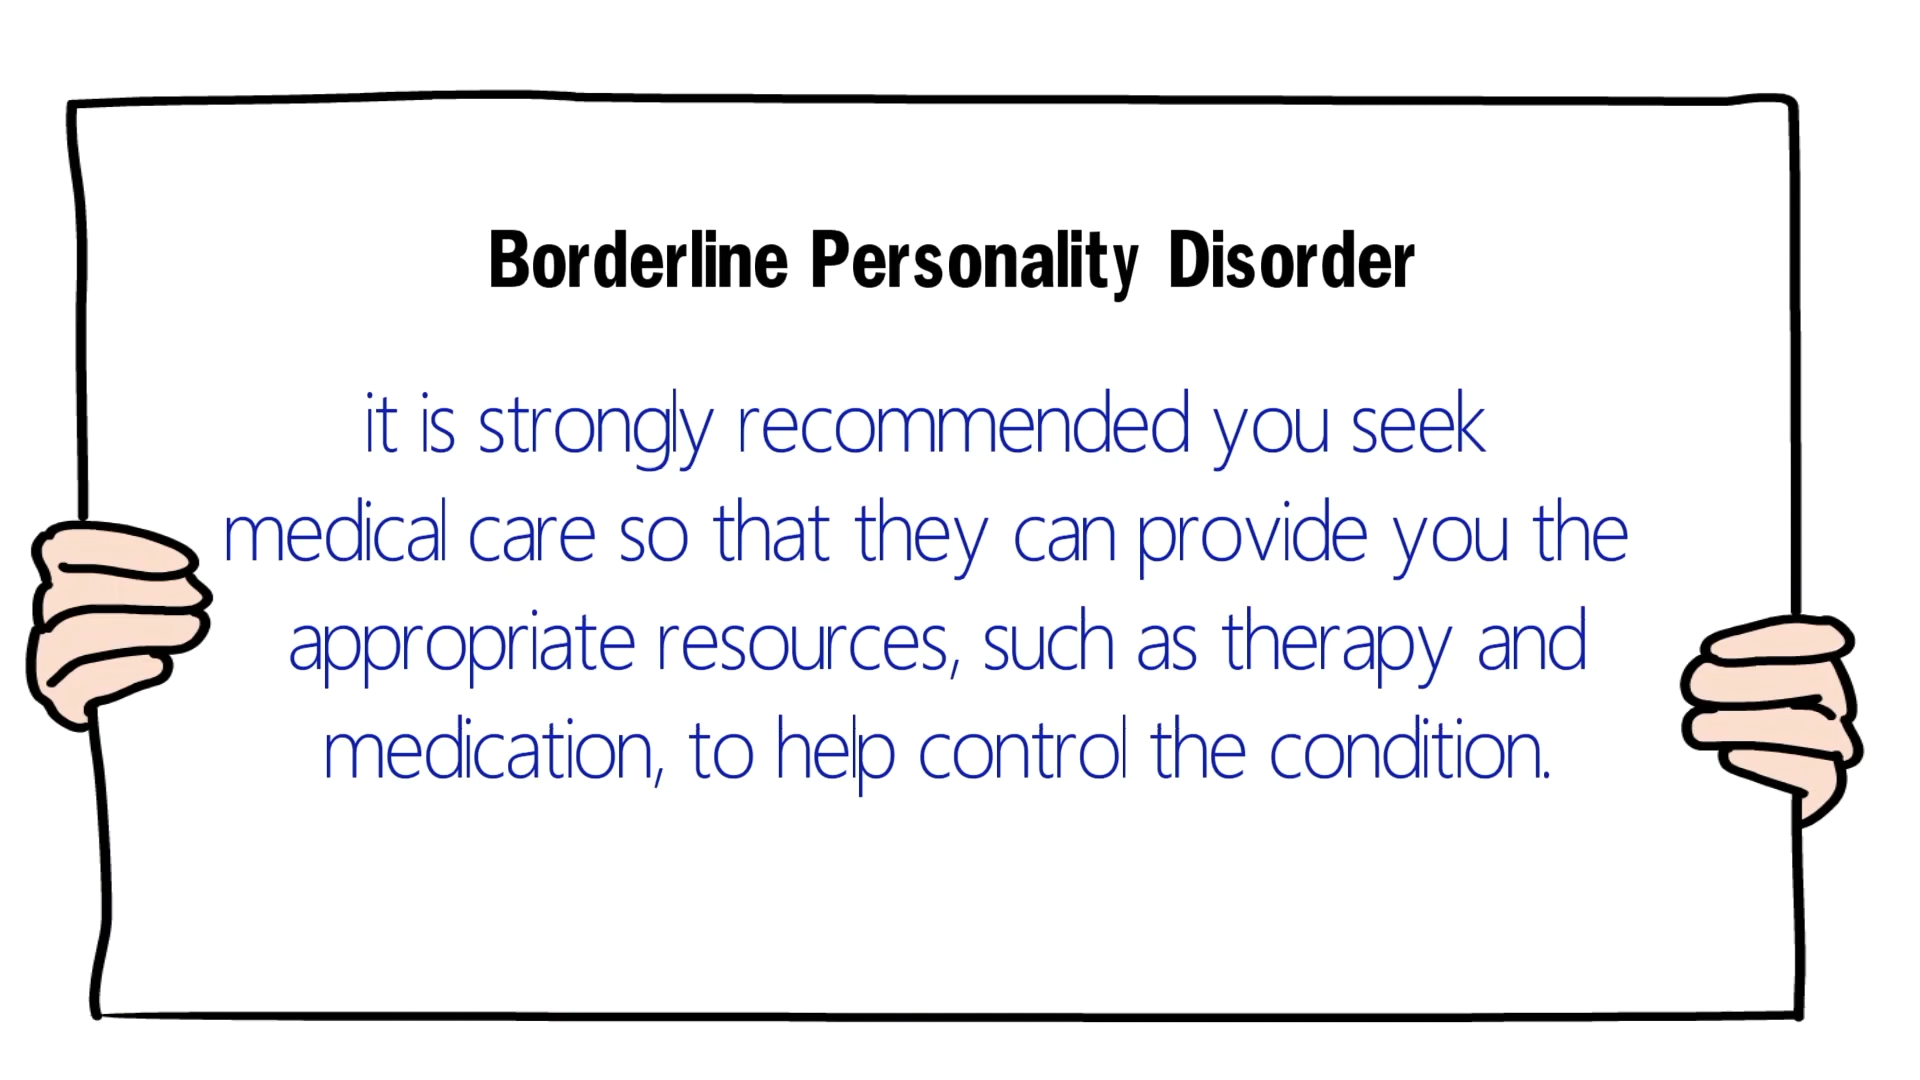 Borderline Personality Disorder
it is strongly recommended you seek
medical care so that they can provide you the
appropriate resources, such as therapy and
medication, to help control the condition.